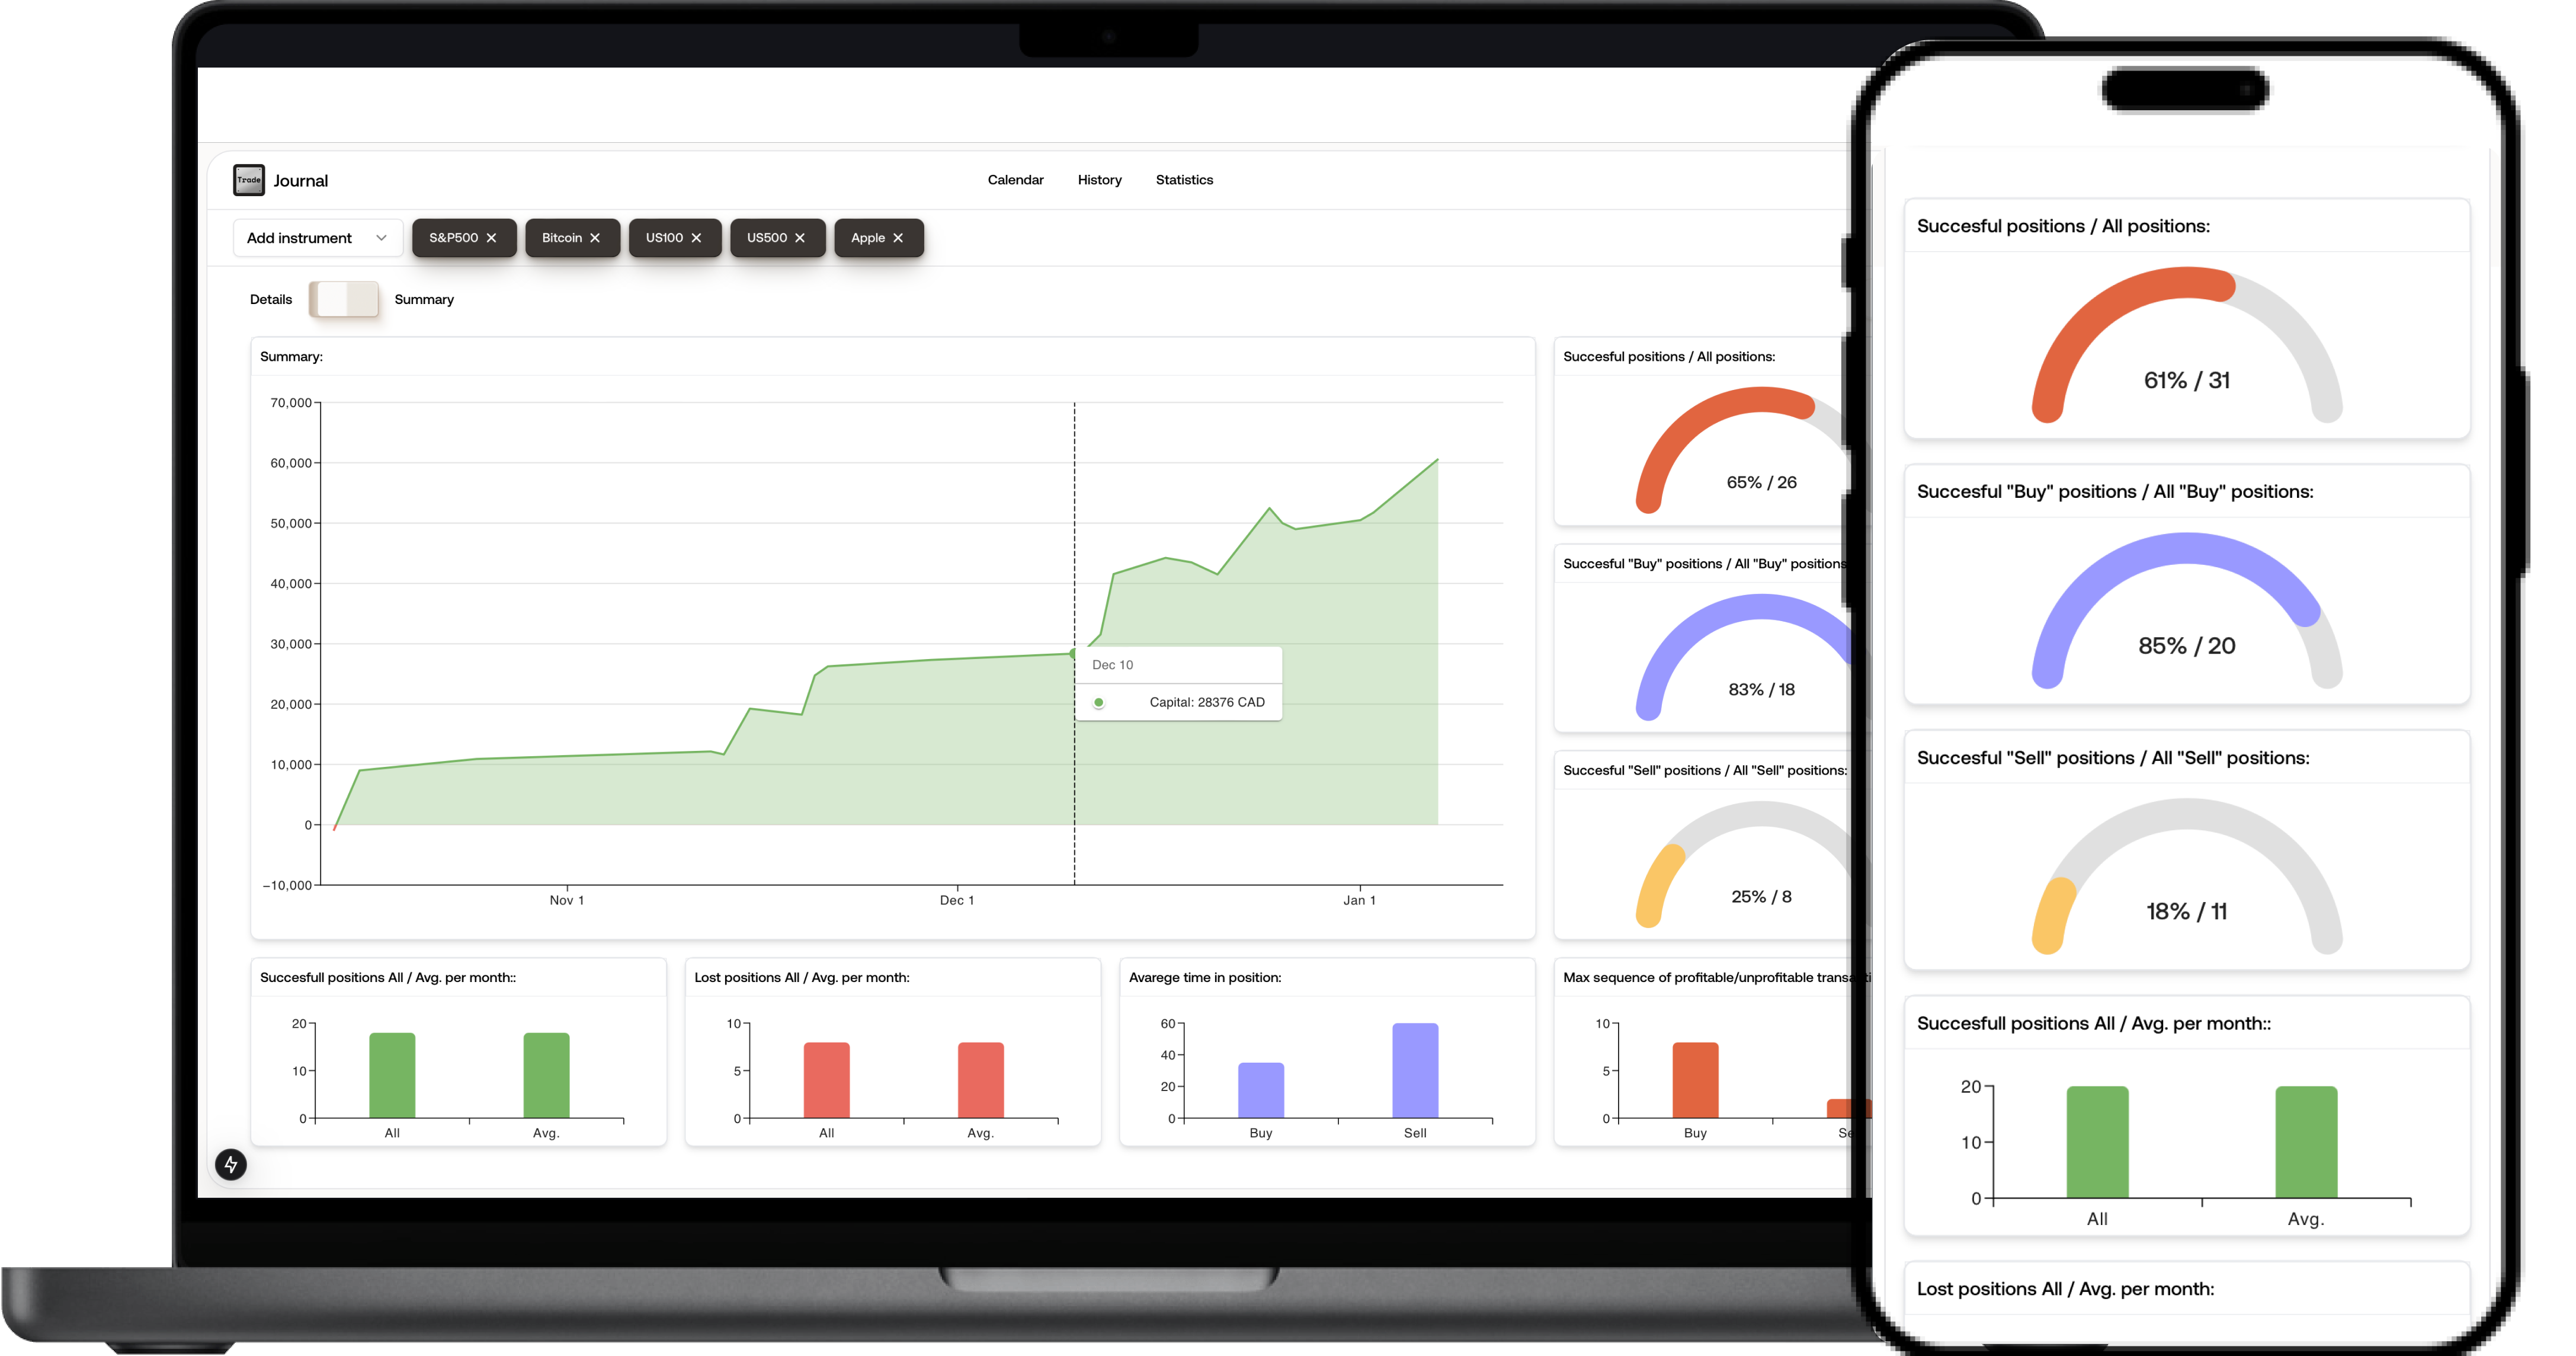 Trade Journal
Calendar History Statistics
Add instrument S&P500 Bitcoin US100 US500 Apple
Details Summary
Summary:
70,000
60,000
50,000
40,000
30,000
20,000
10,000
0
−10,000
Nov 1 Dec 1 Jan 1
Dec 10
Capital: 28376 CAD
Succesful positions / All positions:
65% / 26
Succesful "Buy" positions / All "Buy" positions
83% / 18
Succesful "Sell" positions / All "Sell" positions:
25% / 8
Succesfull positions All / Avg. per month::
20
10
0
All Avg.
Lost positions All / Avg. per month:
10
5
0
All Avg.
Avarege time in position:
60
40
20
0
Buy Sell
Max sequence of profitable/unprofitable
10
5
0
Buy
Succesful positions / All positions:
61% / 31
Succesful "Buy" positions / All "Buy" positions:
85% / 20
Succesful "Sell" positions / All "Sell" positions:
18% / 11
Succesfull positions All / Avg. per month::
20
10
0
All Avg.
Lost positions All / Avg. per month: